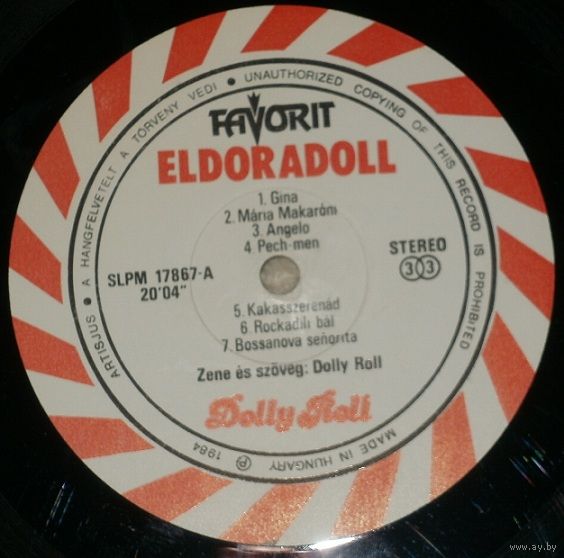 ARTISJUS • A HANGFELVÉTELT A TÖRVÉNY VÉDI • UNAUTHORIZED COPYING OF THIS RECORD IS PROHIBITED
FAVORIT
ELDORADOLL
1. Gina
2. Mária Makaróni
3. Angelo
4. Pech-men
STEREO
33
SLPM 17867-A
20'04"
5. Kakasszerenád
6. Rockadili bál
7. Bossanova señorita
Zene és szöveg: Dolly Roll
Dolly Roll
MADE IN HUNGARY Ⓟ 1984
www.ay.by